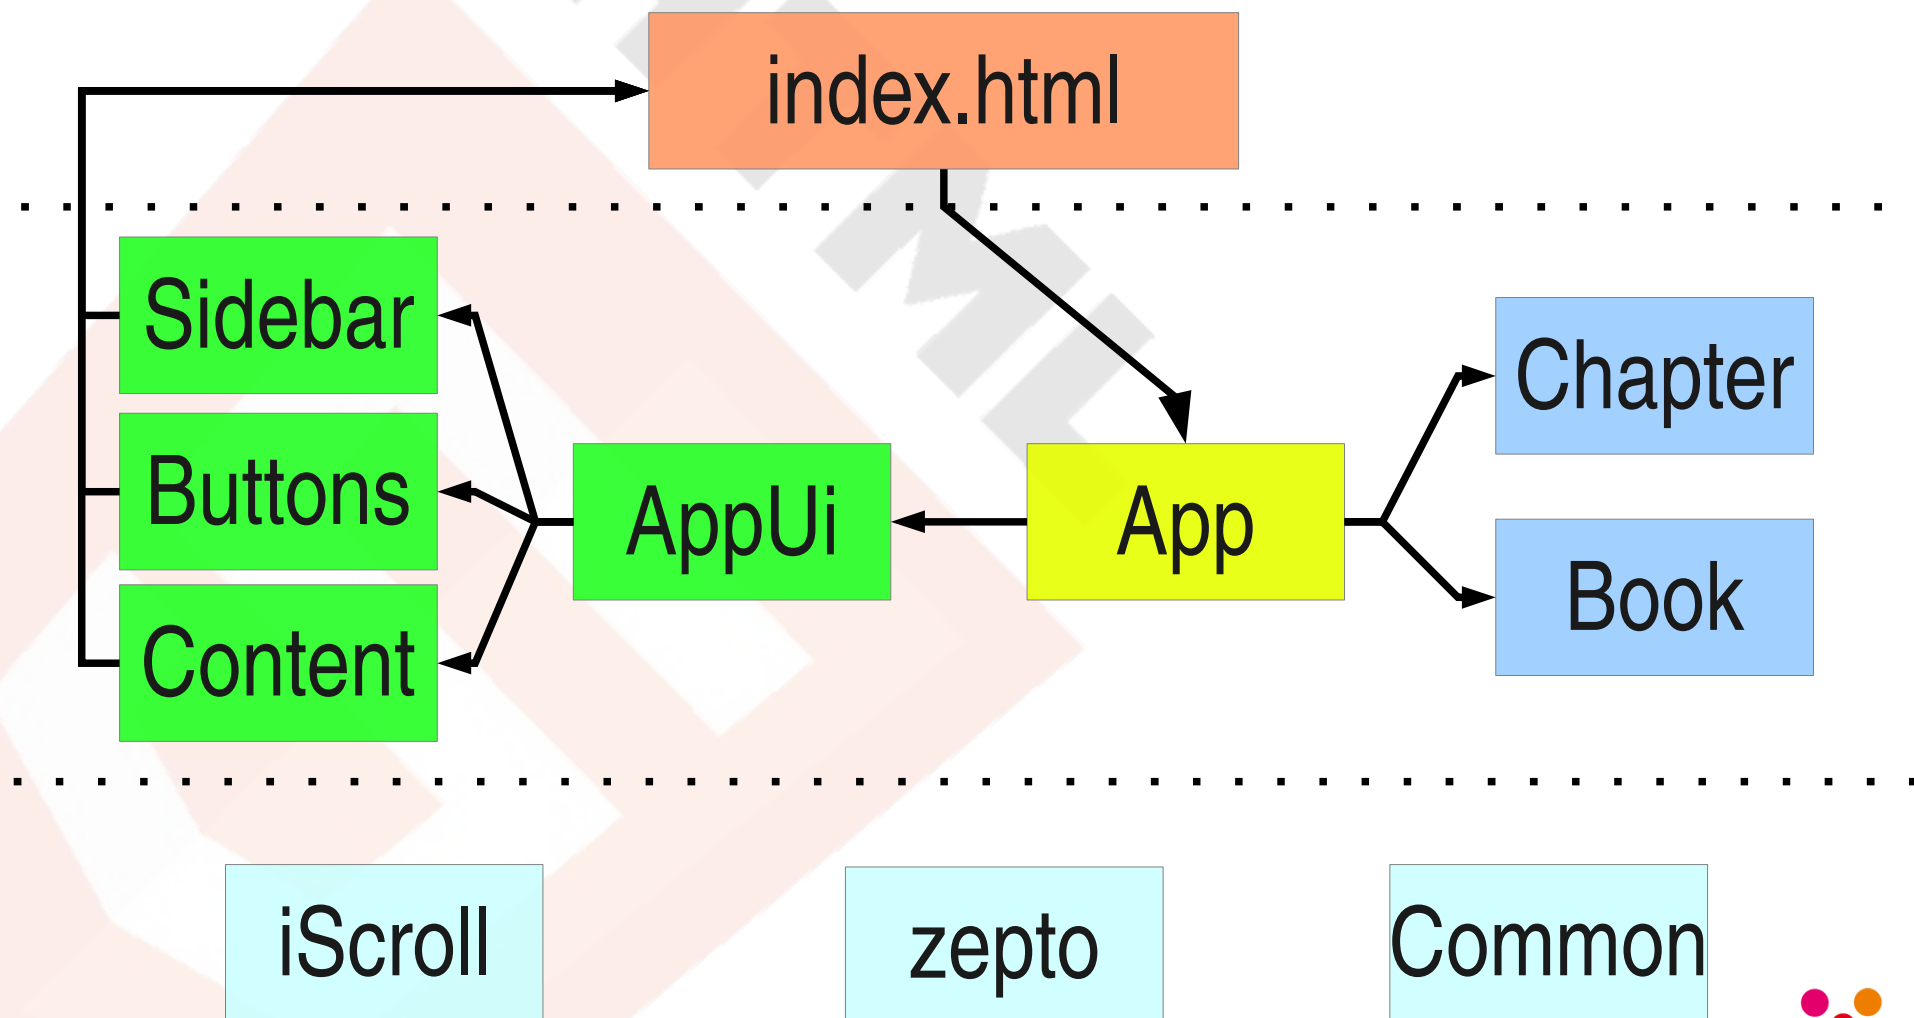 index.html
Sidebar
Buttons
Content
AppUi
App
Chapter
Book
iScroll
zepto
Common